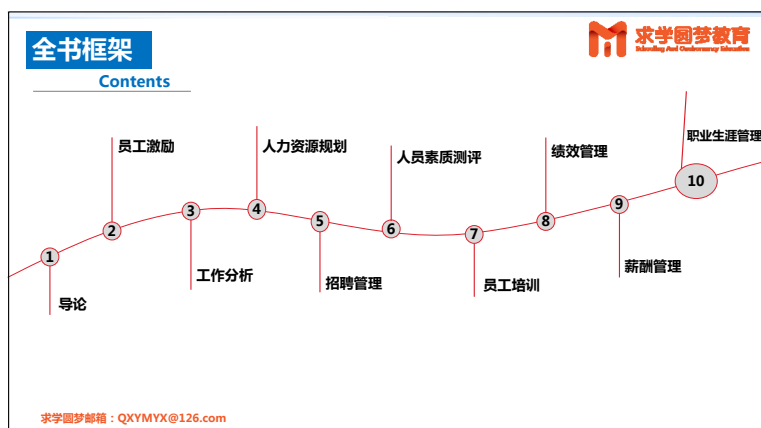 全书框架
Contents
求学圆梦教育
1
导论
2
员工激励
3
工作分析
4
人力资源规划
5
招聘管理
6
人员素质测评
7
员工培训
8
绩效管理
9
薪酬管理
10
职业生涯管理
求学圆梦邮箱：QXYMYX@126.com